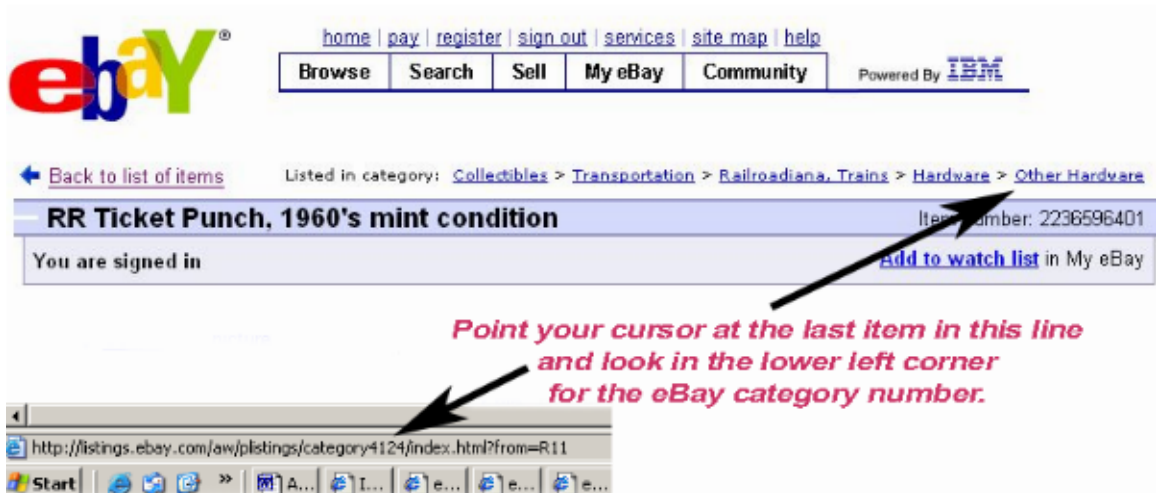 ebaY®
home | pay | register | sign out | services | site map | help
Browse Search Sell My eBay Community Powered By IBM
Back to list of items Listed in category: Collectibles > Transportation > Railroadiana, Trains > Hardware > Other Hardware
RR Ticket Punch, 1960's mint condition Item number: 2236596401
You are signed in Add to watch list in My eBay
Point your cursor at the last item in this line
and look in the lower left corner
for the eBay category number.
http://listings.ebay.com/aw/plistings/category4124/index.html?from=R11
Start » A... I... e... e... e...